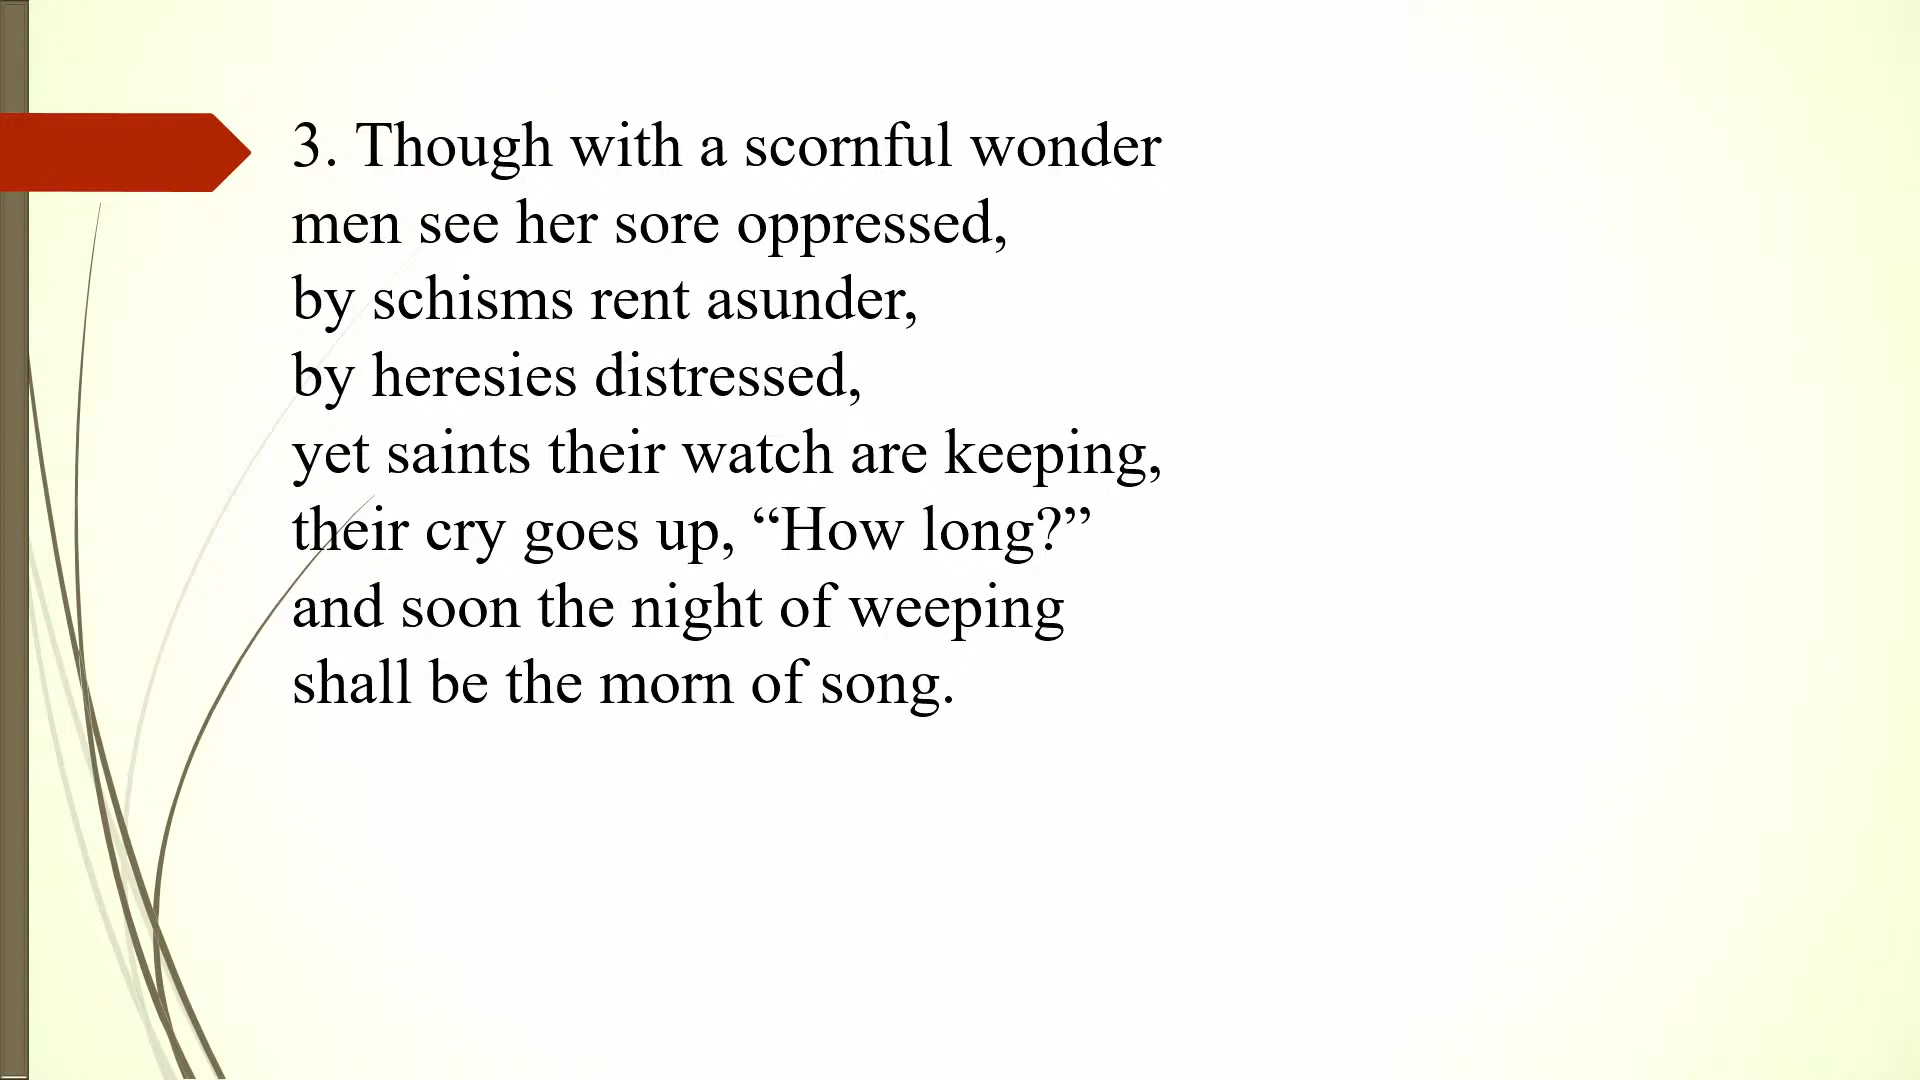 3. Though with a scornful wonder
men see her sore oppressed,
by schisms rent asunder,
by heresies distressed,
yet saints their watch are keeping,
their cry goes up, “How long?”
and soon the night of weeping
shall be the morn of song.